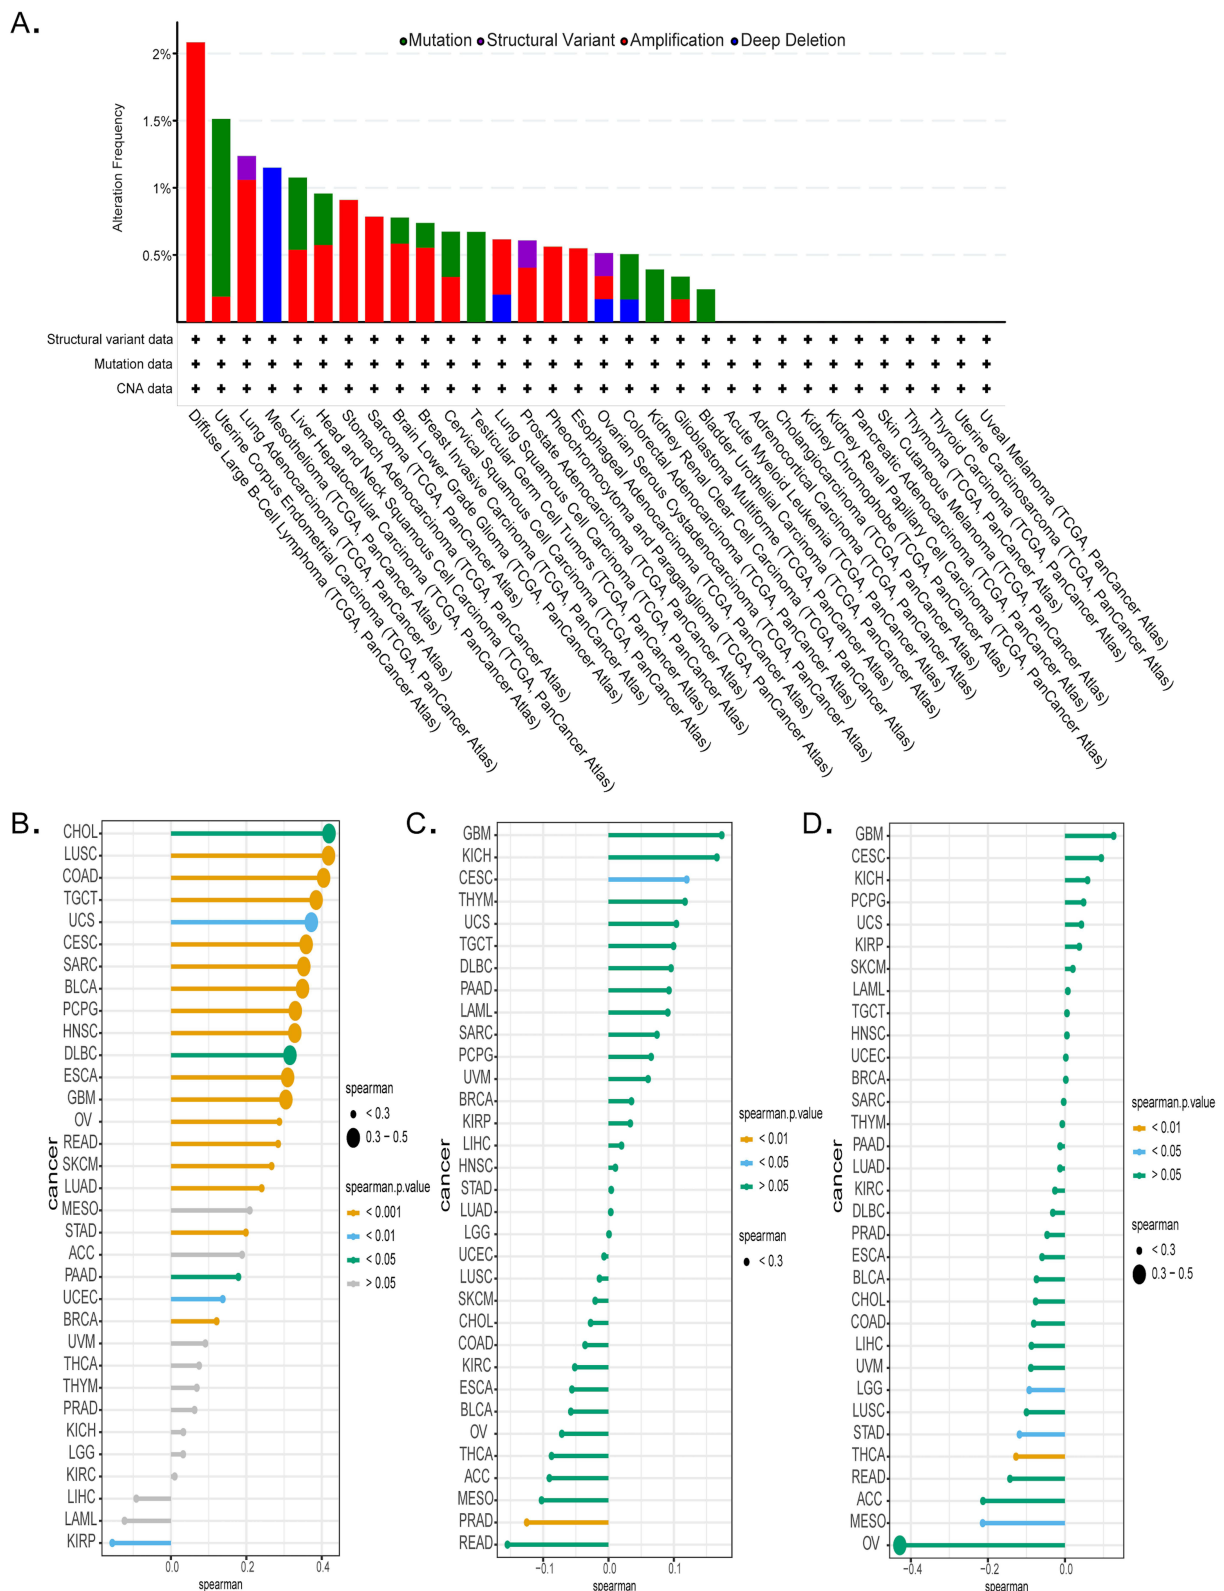 A.
Mutation Structural Variant Amplification Deep Deletion
Alteration Frequency
2%
1.5%
1%
0.5%
Structural variant data
Mutation data
CNA data
Diffuse Large B-Cell Lymphoma (TCGA, PanCancer Atlas)
Uterine Corpus Endometrial Carcinoma (TCGA, PanCancer Atlas)
Lung Adenocarcinoma (TCGA, PanCancer Atlas)
Mesothelioma (TCGA, PanCancer Atlas)
Liver Hepatocellular Carcinoma (TCGA, PanCancer Atlas)
Head and Neck Squamous Cell Carcinoma (TCGA, PanCancer Atlas)
Stomach Adenocarcinoma (TCGA, PanCancer Atlas)
Sarcoma (TCGA, PanCancer Atlas)
Brain Lower Grade Glioma (TCGA, PanCancer Atlas)
Breast Invasive Carcinoma (TCGA, PanCancer Atlas)
Cervical Squamous Cell Carcinoma (TCGA, PanCancer Atlas)
Testicular Germ Cell Tumors (TCGA, PanCancer Atlas)
Lung Squamous Cell Carcinoma (TCGA, PanCancer Atlas)
Prostate Adenocarcinoma (TCGA, PanCancer Atlas)
Pheochromocytoma and Paraganglioma (TCGA, PanCancer Atlas)
Esophageal Adenocarcinoma (TCGA, PanCancer Atlas)
Ovarian Serous Cystadenocarcinoma (TCGA, PanCancer Atlas)
Colorectal Adenocarcinoma (TCGA, PanCancer Atlas)
Kidney Renal Clear Cell Carcinoma (TCGA, PanCancer Atlas)
Glioblastoma Multiforme (TCGA, PanCancer Atlas)
Bladder Urothelial Carcinoma (TCGA, PanCancer Atlas)
Acute Myeloid Leukemia (TCGA, PanCancer Atlas)
Adrenocortical Carcinoma (TCGA, PanCancer Atlas)
Cholangiocarcinoma (TCGA, PanCancer Atlas)
Kidney Chromophobe (TCGA, PanCancer Atlas)
Kidney Renal Papillary Cell Carcinoma (TCGA, PanCancer Atlas)
Pancreatic Adenocarcinoma (TCGA, PanCancer Atlas)
Skin Cutaneous Melanoma (TCGA, PanCancer Atlas)
Thymoma (TCGA, PanCancer Atlas)
Thyroid Carcinoma (TCGA, PanCancer Atlas)
Uterine Carcinosarcoma (TCGA, PanCancer Atlas)
Uveal Melanoma (TCGA, PanCancer Atlas)
B.
cancer
CHOL
LUSC
COAD
TGCT
UCS
CESC
SARC
BLCA
PCPG
HNSC
DLBC
ESCA
GBM
OV
READ
SKCM
LUAD
MESO
STAD
ACC
PAAD
UCEC
BRCA
UVM
THCA
THYM
PRAD
KICH
LGG
KIRC
LIHC
LAML
KIRP
0.0 0.2 0.4
spearman
spearman
< 0.3
0.3 – 0.5
spearman.p.value
< 0.001
< 0.01
< 0.05
> 0.05
C.
cancer
GBM
KICH
CESC
THYM
UCS
TGCT
DLBC
PAAD
LAML
SARC
PCPG
UVM
BRCA
KIRP
LIHC
HNSC
STAD
LUAD
LGG
UCEC
LUSC
SKCM
CHOL
COAD
KIRC
ESCA
BLCA
OV
THCA
ACC
MESO
PRAD
READ
−0.1 0.0 0.1
spearman
spearman.p.value
< 0.01
< 0.05
> 0.05
spearman
< 0.3
D.
cancer
GBM
CESC
KICH
PCPG
UCS
KIRP
SKCM
LAML
TGCT
HNSC
UCEC
BRCA
SARC
THYM
PAAD
LUAD
KIRC
DLBC
PRAD
ESCA
BLCA
CHOL
COAD
LIHC
UVM
LGG
LUSC
STAD
THCA
READ
ACC
MESO
OV
−0.4 −0.2 0.0
spearman
spearman.p.value
< 0.01
< 0.05
> 0.05
spearman
< 0.3
0.3 – 0.5